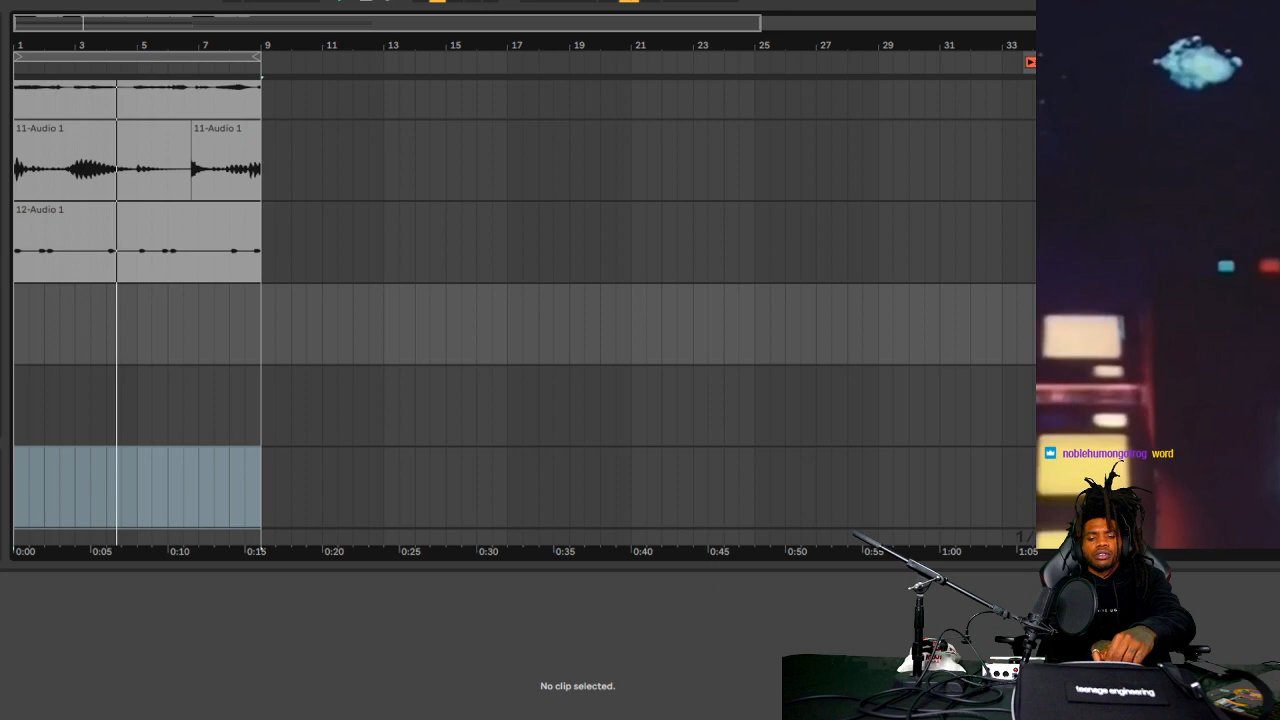 1 3 5 7 9 11 13 15 17 19 21 23 25 27 29 31 33
11-Audio 1 11-Audio 1
12-Audio 1
noblehumongofrog word
1/
0:00 0:05 0:10 0:15 0:20 0:25 0:30 0:35 0:40 0:45 0:50 0:55 1:00 1:05
No clip selected.
teenage engineering